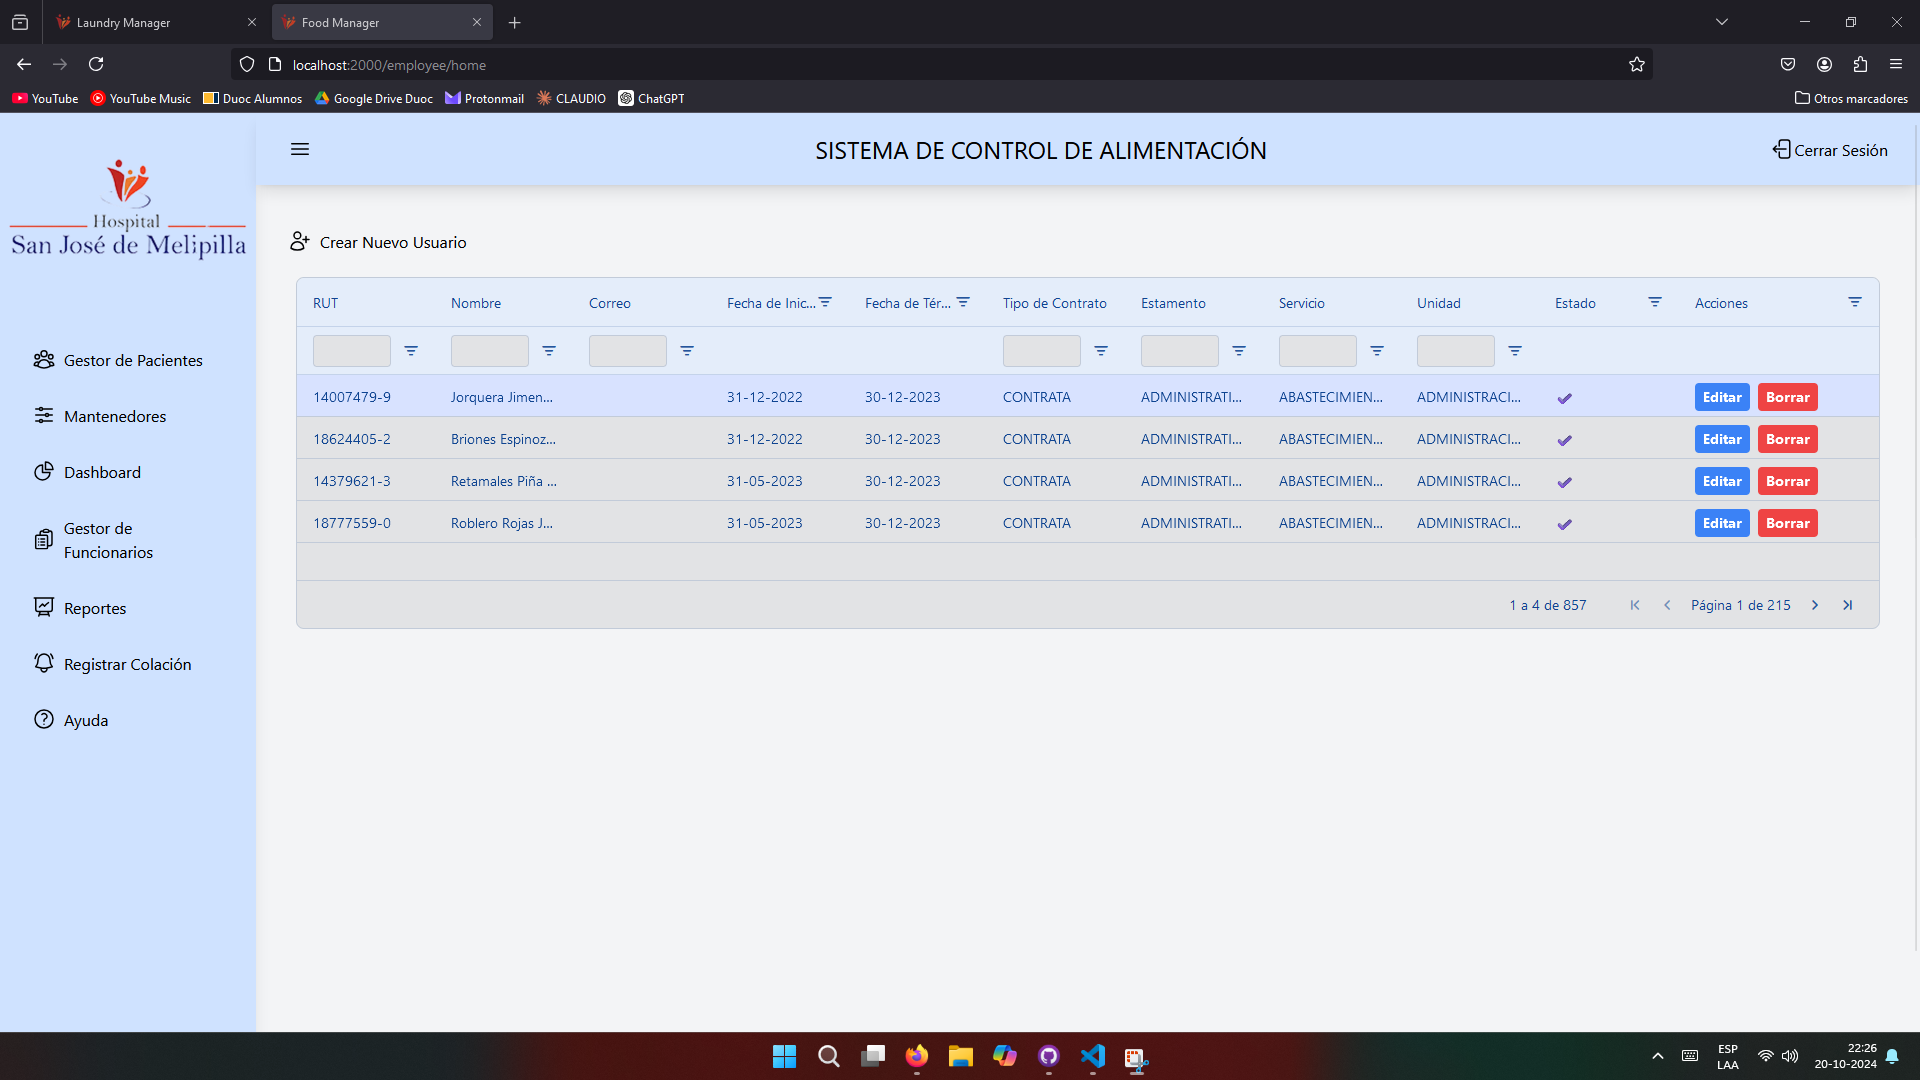 Laundry Manager
Food Manager
localhost:2000/employee/home
YouTube YouTube Music Duoc Alumnos Google Drive Duoc Protonmail CLAUDIO ChatGPT Otros marcadores
SISTEMA DE CONTROL DE ALIMENTACIÓN
Cerrar Sesión
Hospital
San José de Melipilla
Gestor de Pacientes
Mantenedores
Dashboard
Gestor de
Funcionarios
Reportes
Registrar Colación
Ayuda
Crear Nuevo Usuario
RUT Nombre Correo Fecha de Inic... Fecha de Tér... Tipo de Contrato Estamento Servicio Unidad Estado Acciones
14007479-9 Jorquera Jimen... 31-12-2022 30-12-2023 CONTRATA ADMINISTRATI... ABASTECIMIEN... ADMINISTRACI... Editar Borrar
18624405-2 Briones Espinoz... 31-12-2022 30-12-2023 CONTRATA ADMINISTRATI... ABASTECIMIEN... ADMINISTRACI... Editar Borrar
14379621-3 Retamales Piña ... 31-05-2023 30-12-2023 CONTRATA ADMINISTRATI... ABASTECIMIEN... ADMINISTRACI... Editar Borrar
18777559-0 Roblero Rojas J... 31-05-2023 30-12-2023 CONTRATA ADMINISTRATI... ABASTECIMIEN... ADMINISTRACI... Editar Borrar
1 a 4 de 857 Página 1 de 215
ESP
LAA
22:26
20-10-2024